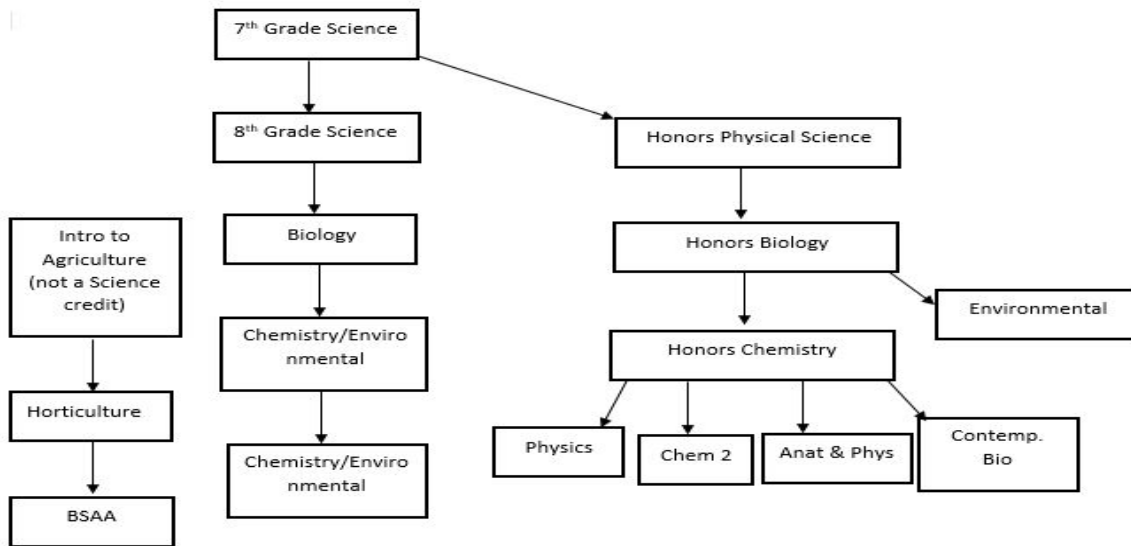 7th Grade Science
8th Grade Science
Honors Physical Science
Intro to
Agriculture
(not a Science
credit)
Biology
Honors Biology
Environmental
Chemistry/Enviro
nmental
Honors Chemistry
Horticulture
Physics
Chem 2
Anat & Phys
Contemp.
Bio
Chemistry/Enviro
nmental
BSAA